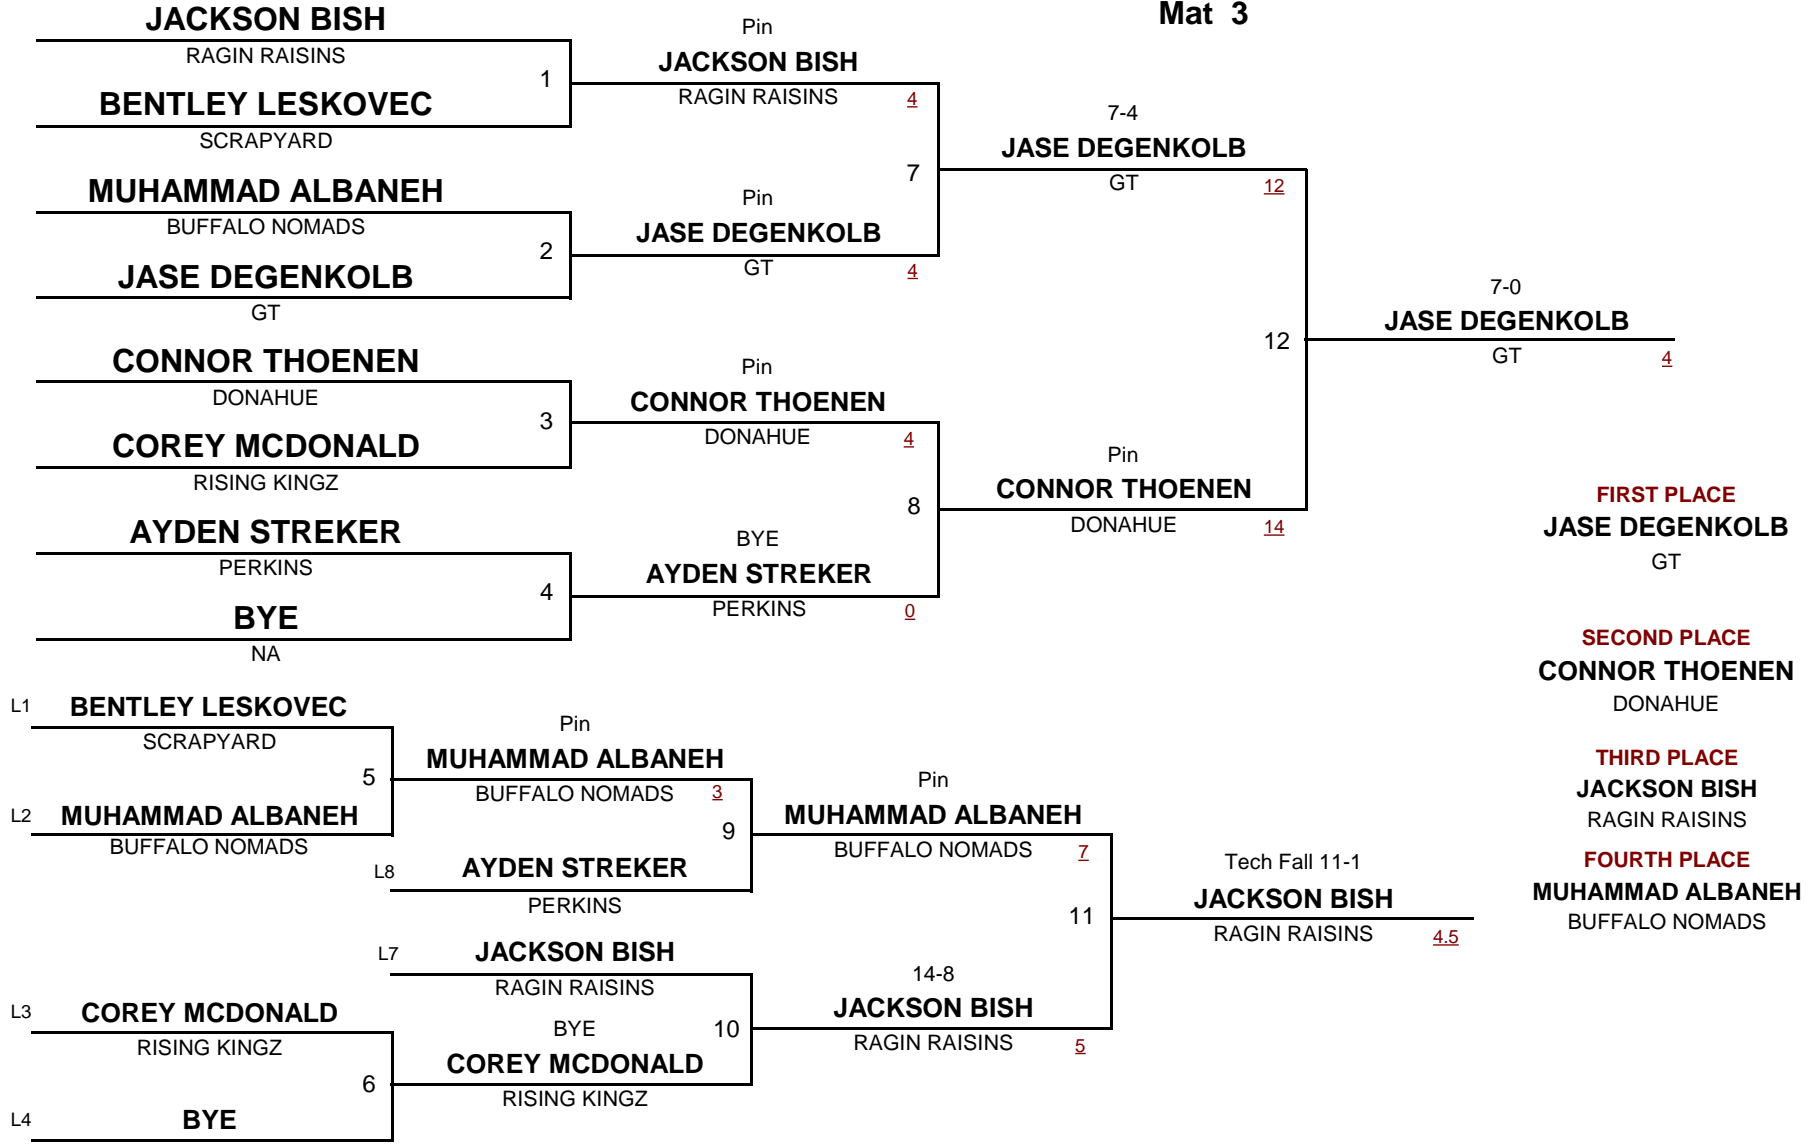 Mat 3
JACKSON BISH
RAGIN RAISINS
1
BENTLEY LESKOVEC
SCRAPYARD
MUHAMMAD ALBANEH
BUFFALO NOMADS
2
JASE DEGENKOLB
GT
CONNOR THOENEN
DONAHUE
3
COREY MCDONALD
RISING KINGZ
AYDEN STREKER
PERKINS
4
BYE
NA
Pin
JACKSON BISH
RAGIN RAISINS 4
7
Pin
JASE DEGENKOLB
GT 4
Pin
CONNOR THOENEN
DONAHUE 4
8
BYE
AYDEN STREKER
PERKINS 0
7-4
JASE DEGENKOLB
GT 12
12
Pin
CONNOR THOENEN
DONAHUE 14
7-0
JASE DEGENKOLB
GT 4
FIRST PLACE
JASE DEGENKOLB
GT
SECOND PLACE
CONNOR THOENEN
DONAHUE
THIRD PLACE
JACKSON BISH
RAGIN RAISINS
FOURTH PLACE
MUHAMMAD ALBANEH
BUFFALO NOMADS
L1 BENTLEY LESKOVEC
SCRAPYARD
5
L2 MUHAMMAD ALBANEH
BUFFALO NOMADS
L3 COREY MCDONALD
RISING KINGZ
6
L4 BYE
Pin
MUHAMMAD ALBANEH
BUFFALO NOMADS 3
9
L8 AYDEN STREKER
PERKINS
L7 JACKSON BISH
RAGIN RAISINS
BYE 10
COREY MCDONALD
RISING KINGZ
Pin
MUHAMMAD ALBANEH
BUFFALO NOMADS 7
11
14-8
JACKSON BISH
RAGIN RAISINS 5
Tech Fall 11-1
JACKSON BISH
RAGIN RAISINS 4.5